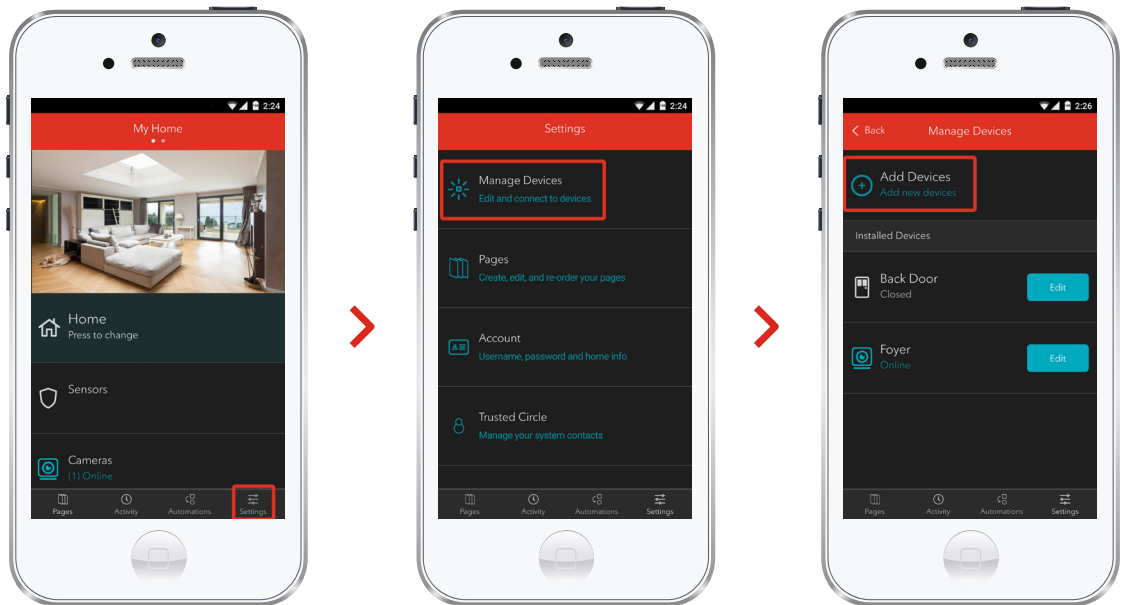 2:24
My Home
Home
Press to change
Sensors
Cameras
(1) Online
Pages
Activity
Automations
Settings
2:24
Settings
Manage Devices
Edit and connect to devices
Pages
Create, edit, and re-order your pages
Account
Username, password and home info
Trusted Circle
Manage your system contacts
Pages
Activity
Automations
Settings
2:26
Back
Manage Devices
Add Devices
Add new devices
Installed Devices
Back Door
Closed
Edit
Foyer
Online
Edit
Pages
Activity
Automations
Settings